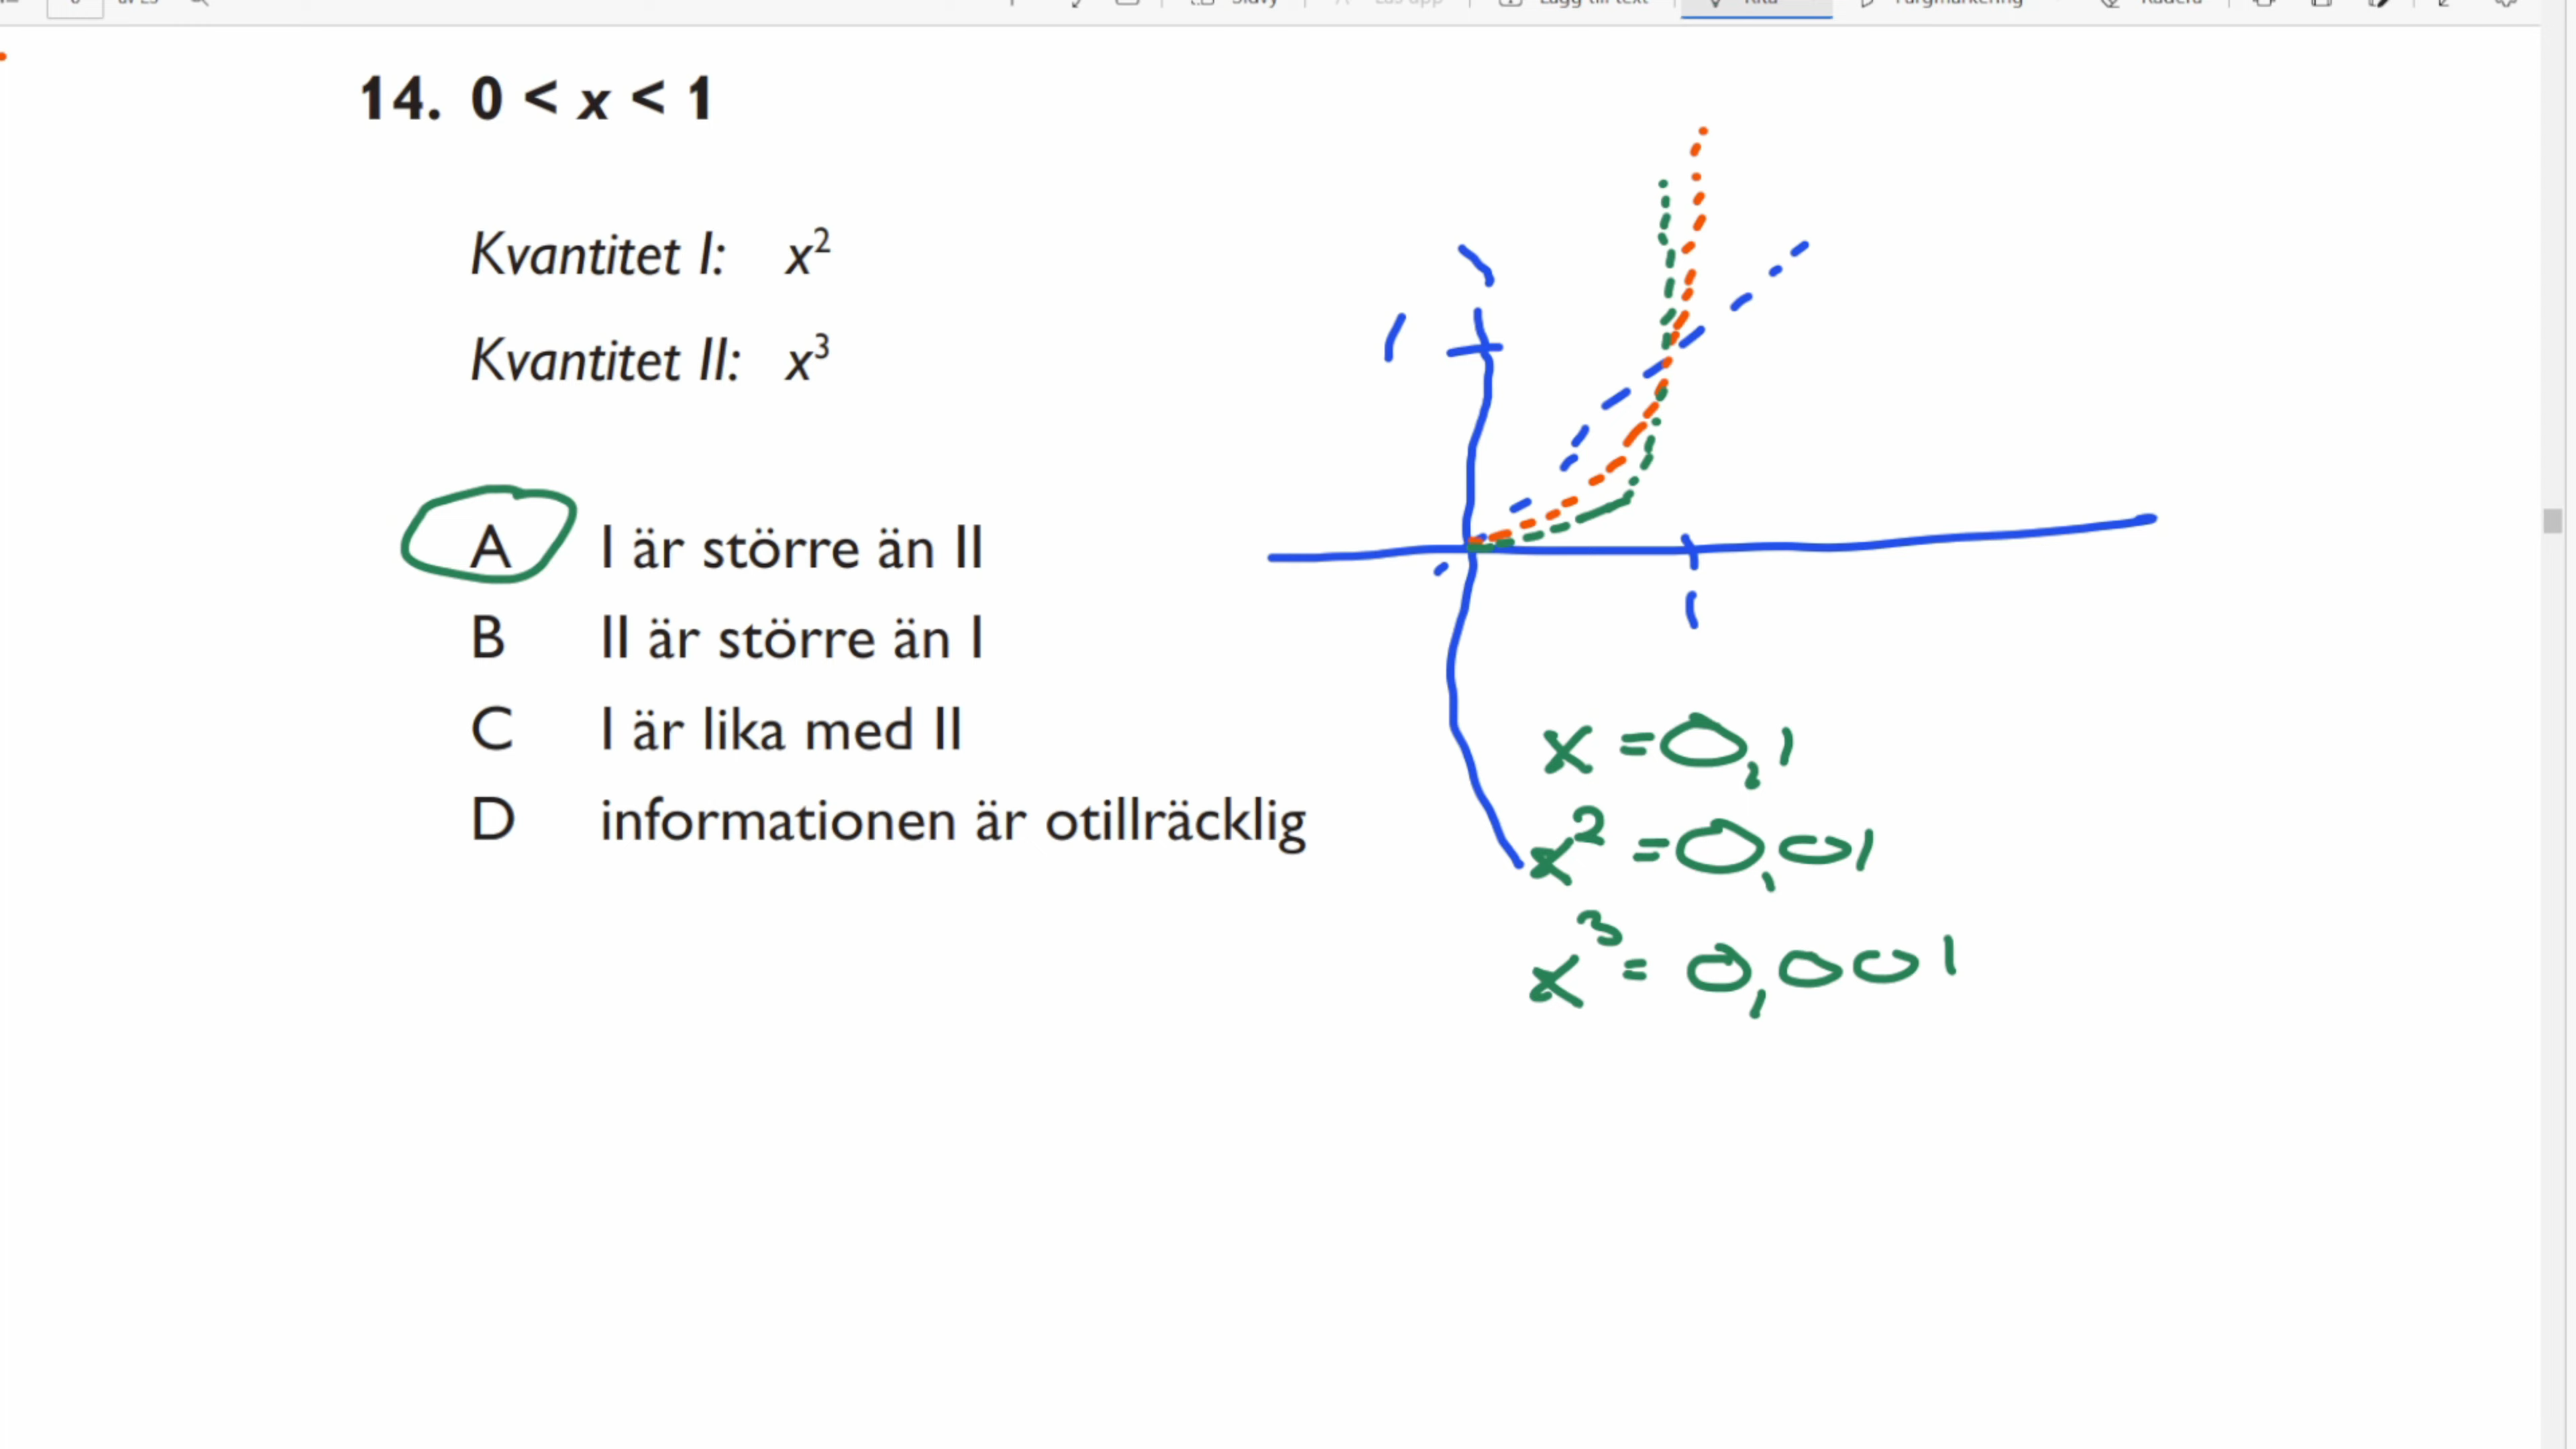 14. 0 < x < 1
Kvantitet I: x²
Kvantitet II: x³
A I är större än II
B II är större än I
C I är lika med II
D informationen är otillräcklig
1
1
x = 0,1
x² = 0,01
x³ = 0,001